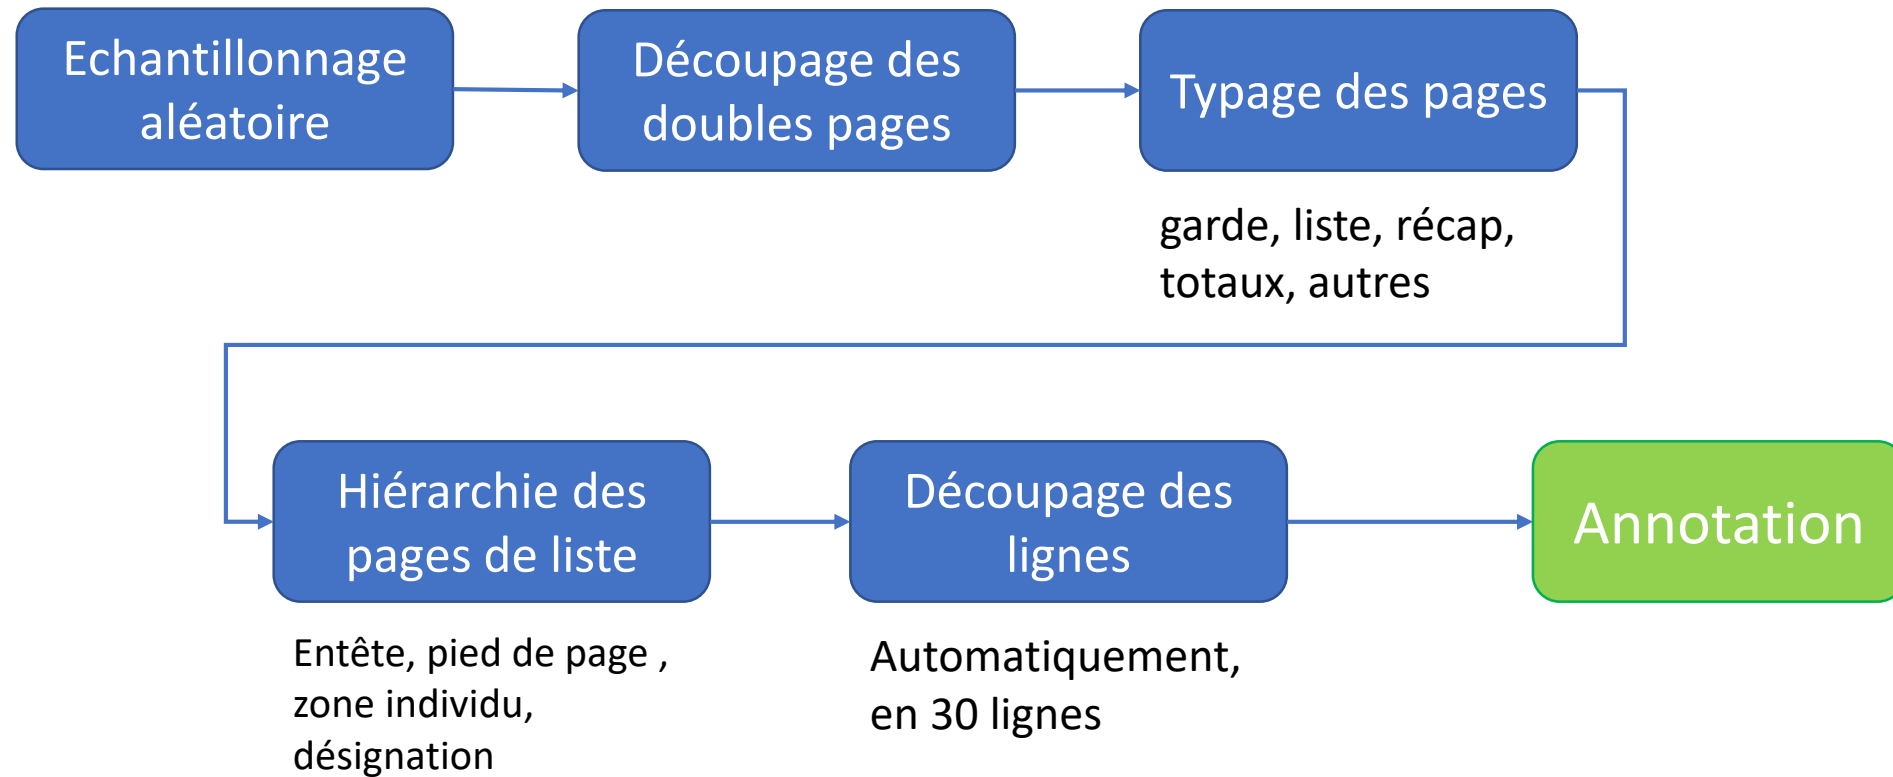 Echantillonnage
aléatoire
Découpage des
doubles pages
Typage des pages
garde, liste, récap,
totaux, autres
Hiérarchie des
pages de liste
Entête, pied de page ,
zone individu,
désignation
Découpage des
lignes
Automatiquement,
en 30 lignes
Annotation